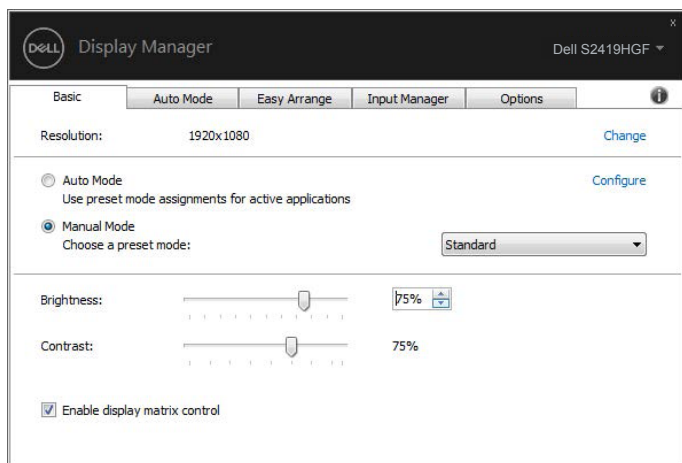 x
DELL Display Manager Dell S2419HGF
Basic Auto Mode Easy Arrange Input Manager Options
Resolution: 1920x1080 Change
Auto Mode Configure
Use preset mode assignments for active applications
Manual Mode
Choose a preset mode: Standard
Brightness: 75%
Contrast: 75%
Enable display matrix control